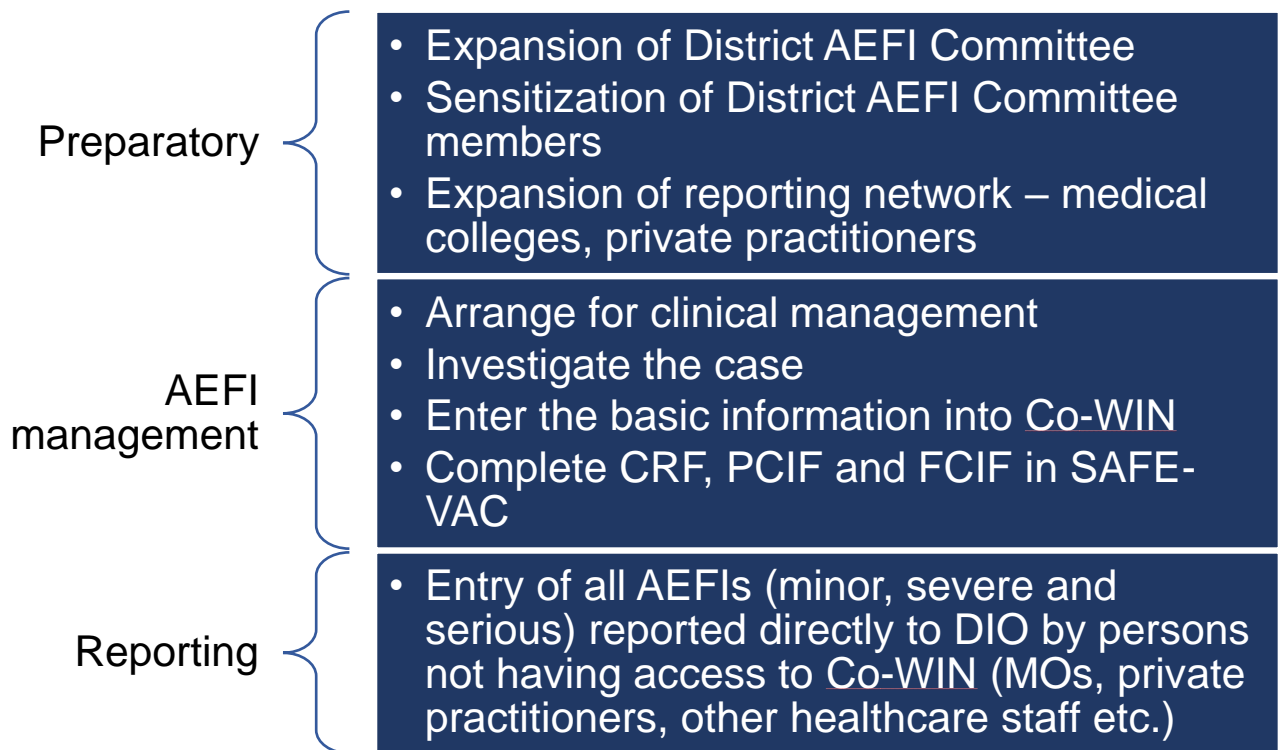 Preparatory
• Expansion of District AEFI Committee
• Sensitization of District AEFI Committee
members
• Expansion of reporting network – medical
colleges, private practitioners
AEFI
management
• Arrange for clinical management
• Investigate the case
• Enter the basic information into Co-WIN
• Complete CRF, PCIF and FCIF in SAFE-
VAC
Reporting
• Entry of all AEFIs (minor, severe and
serious) reported directly to DIO by persons
not having access to Co-WIN (MOs, private
practitioners, other healthcare staff etc.)